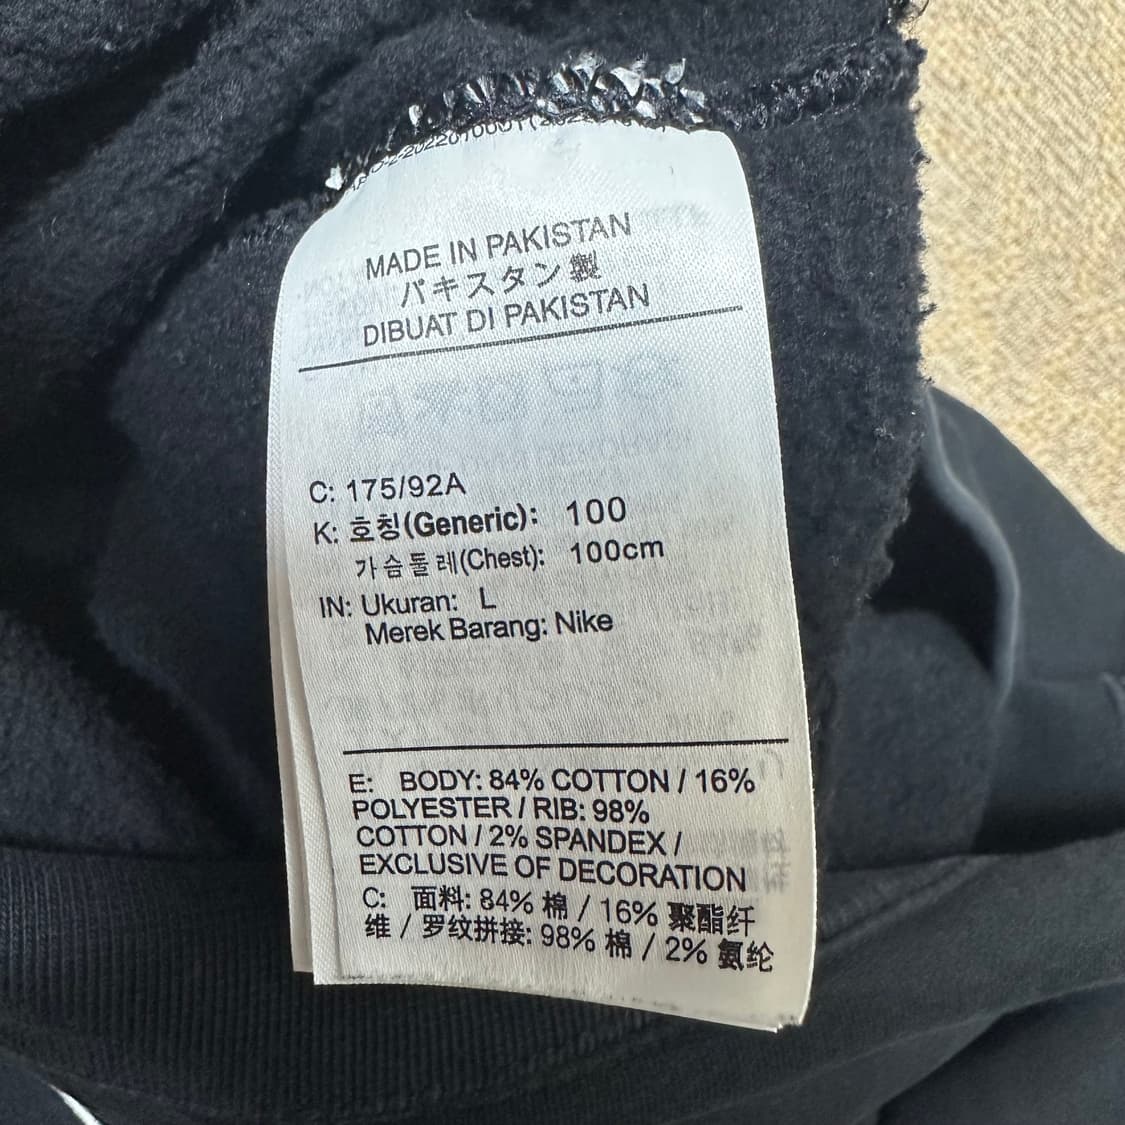 MADE IN PAKISTAN
パキスタン製
DIBUAT DI PAKISTAN
C: 175/92A
K: 호칭(Generic): 100
가슴둘레(Chest): 100cm
IN: Ukuran: L
Merek Barang: Nike
E: BODY: 84% COTTON / 16%
POLYESTER / RIB: 98%
COTTON / 2% SPANDEX /
EXCLUSIVE OF DECORATION
C: 面料: 84% 棉 / 16% 聚酯纤
维 / 罗纹拼接: 98% 棉 / 2% 氨纶